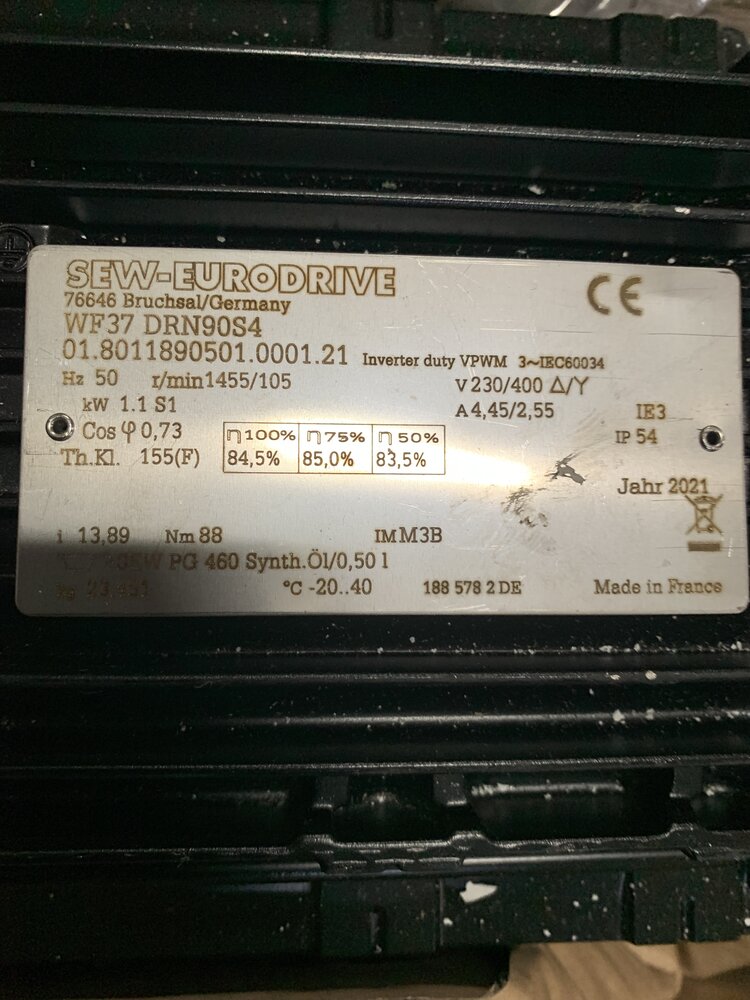 SEW-EURODRIVE CE
76646 Bruchsal/Germany
WF37 DRN90S4
01.8011890501.0001.21 Inverter duty VPWM 3~IEC60034
Hz 50 r/min1455/105 V 230/400 Δ/Y
kW 1.1 S1 A 4,45/2,55 IE3
Cos φ 0,73 η100% η75% η50% IP 54
Th.Kl. 155(F) 84,5% 85,0% 83,5%
Jahr 2021
i 13,89 Nm 88 IM M3B
SEW PG 460 Synth.Öl/0,50 l
kg °C -20..40 188 578 2 DE Made in France